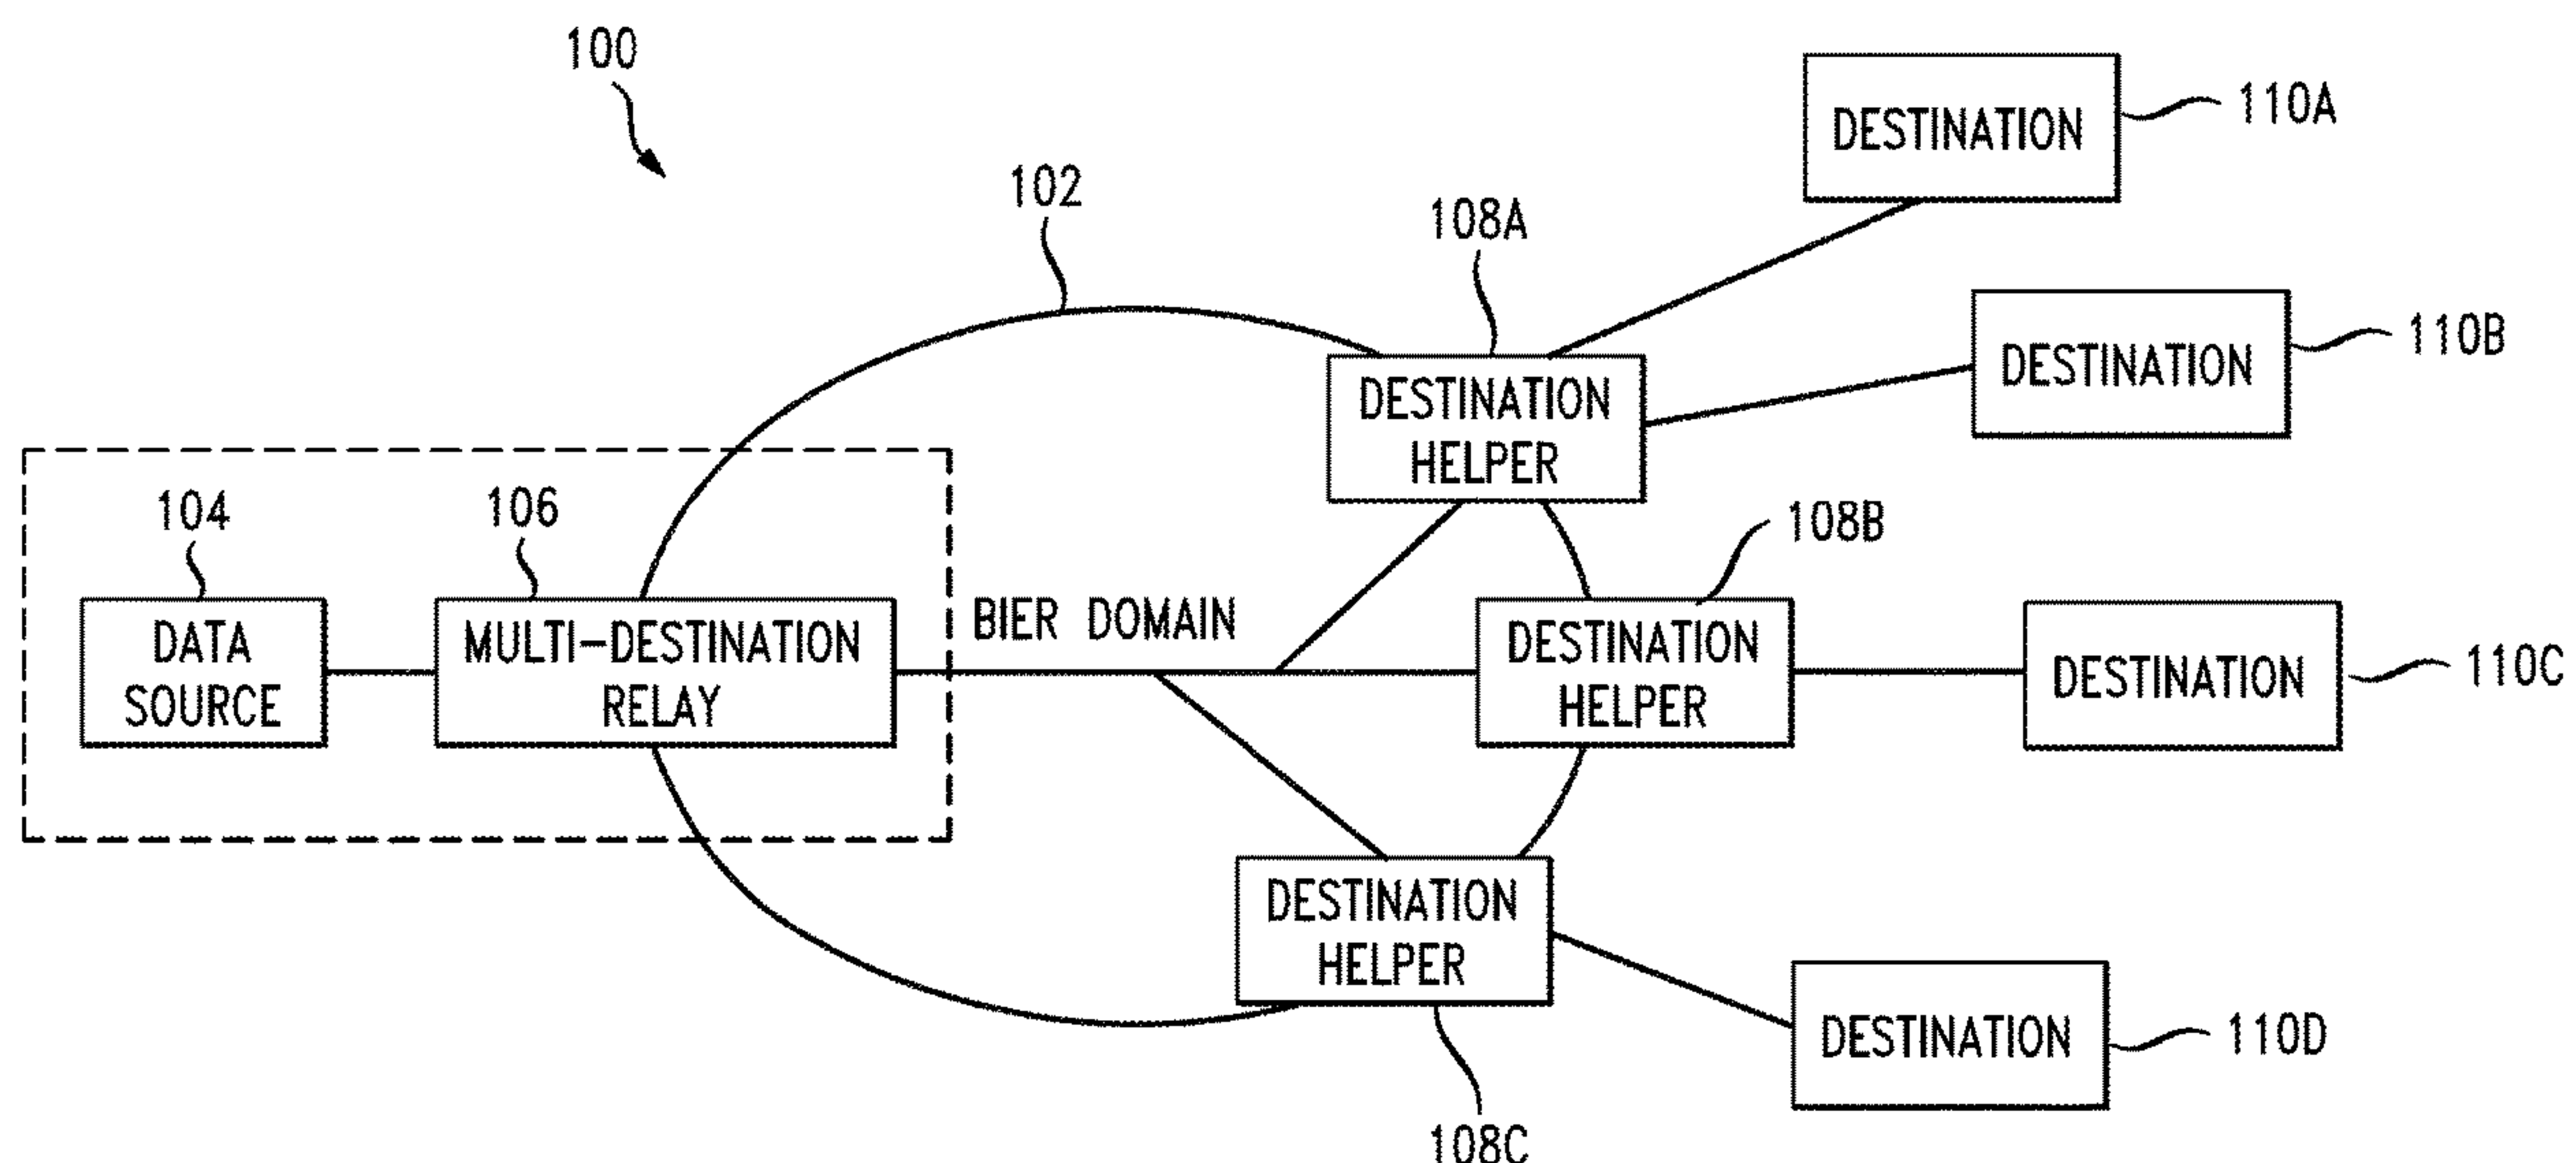 100
102
108A
110A
DESTINATION
110B
DESTINATION
DESTINATION
HELPER
104
106
108B
DATA
SOURCE
MULTI-DESTINATION
RELAY
BIER DOMAIN
DESTINATION
HELPER
DESTINATION
110C
DESTINATION
HELPER
108C
DESTINATION
110D